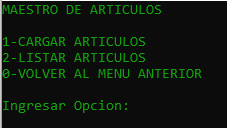 MAESTRO DE ARTICULOS
1-CARGAR ARTICULOS
2-LISTAR ARTICULOS
0-VOLVER AL MENU ANTERIOR
Ingresar Opcion: